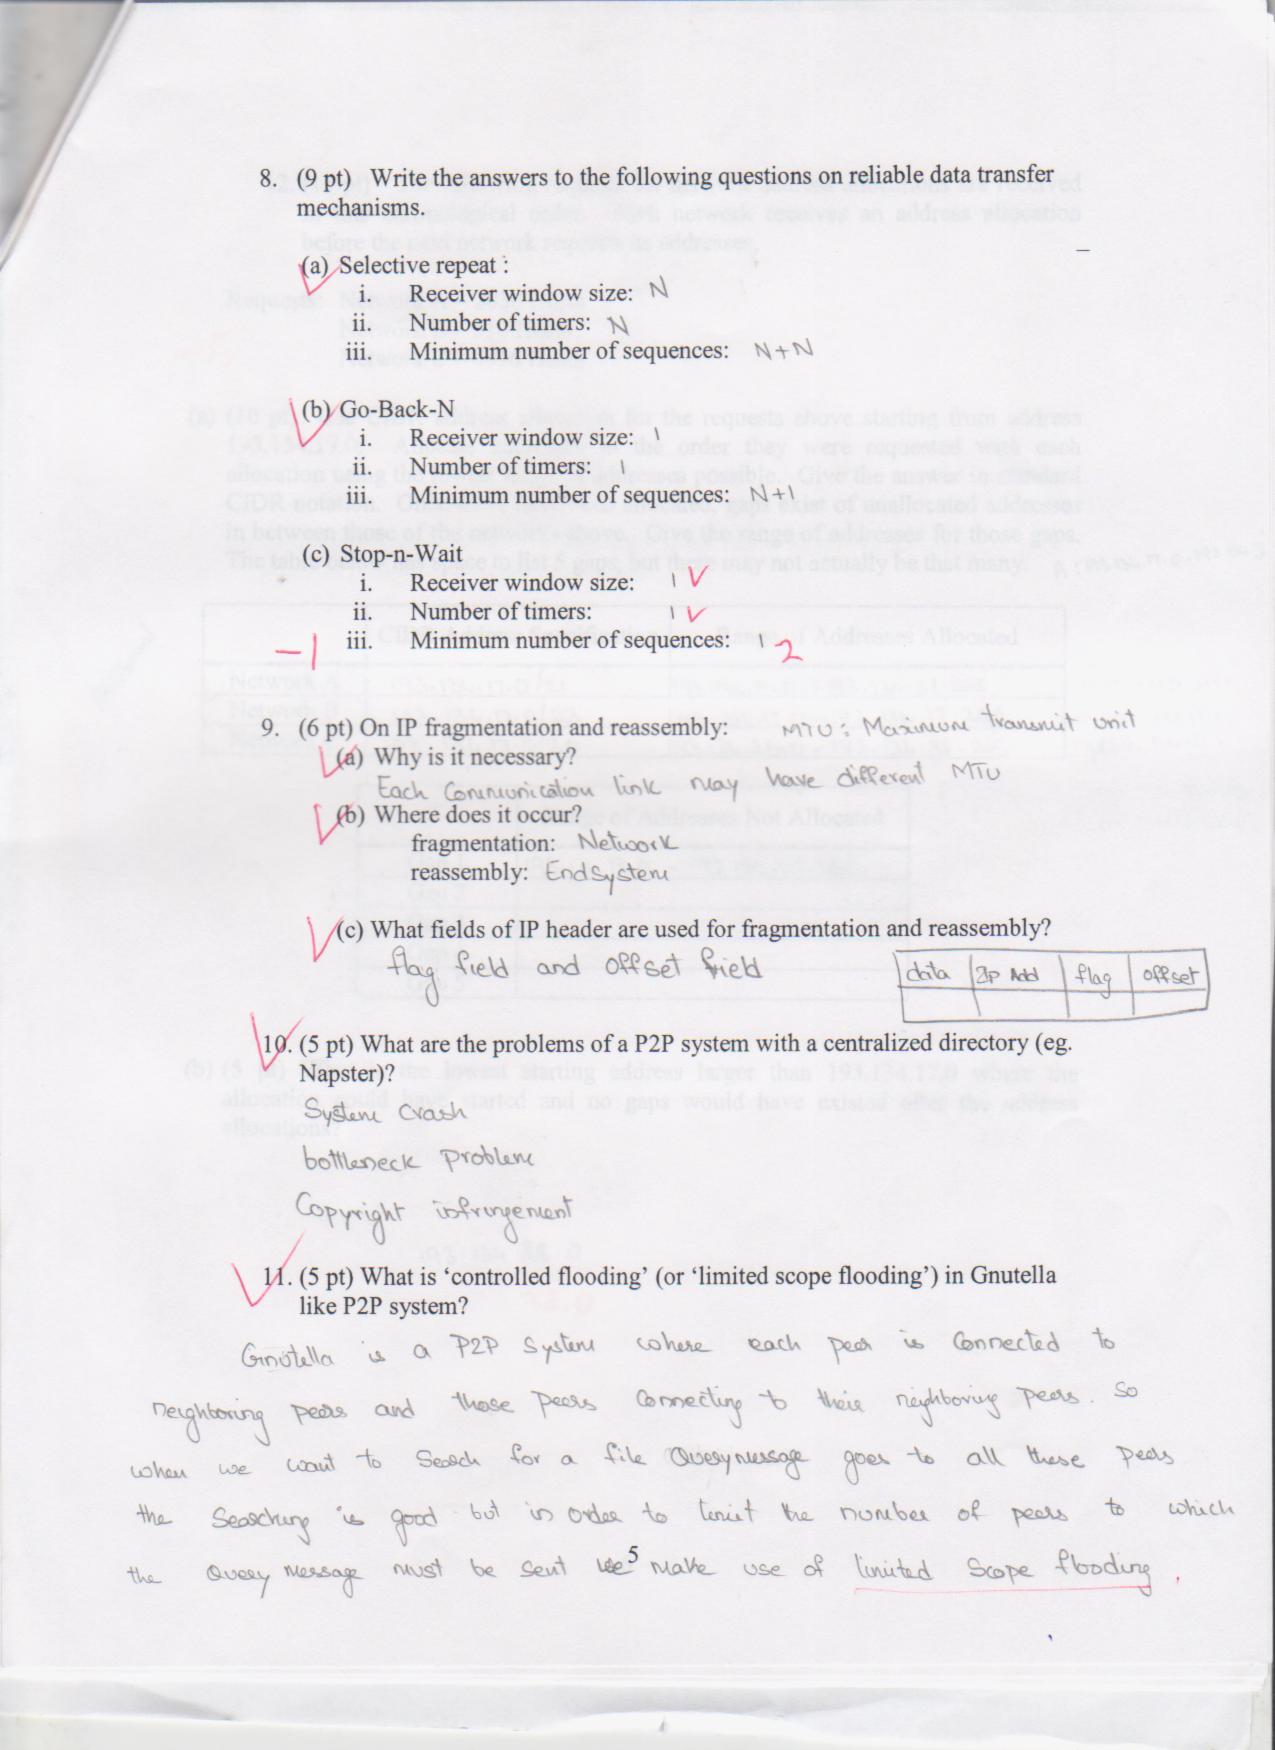 8. (9 pt) Write the answers to the following questions on reliable data transfer
mechanisms.
(a) Selective repeat :
i. Receiver window size: N
ii. Number of timers: N
iii. Minimum number of sequences: N+N
(b) Go-Back-N
i. Receiver window size: 1
ii. Number of timers: 1
iii. Minimum number of sequences: N+1
(c) Stop-n-Wait
i. Receiver window size: 1
ii. Number of timers: 1
-1 iii. Minimum number of sequences: 1 2
9. (6 pt) On IP fragmentation and reassembly: MTU: Maximum transmit unit
(a) Why is it necessary?
Each Communication link may have different MTU
(b) Where does it occur?
fragmentation: Network
reassembly: Endsystem
(c) What fields of IP header are used for fragmentation and reassembly?
flag field and offset field
data IP Add flag offset
10. (5 pt) What are the problems of a P2P system with a centralized directory (eg.
Napster)?
System Crash
bottleneck problem
Copyright infringement
11. (5 pt) What is ‘controlled flooding’ (or ‘limited scope flooding’) in Gnutella
like P2P system?
Gnutella is a P2P System where each peer is Connected to
neighboring peers and those peers connecting to their neighboring peers. So
when we want to Search for a file Query message goes to all these peers
the Searching is good but in order to limit the number of peers to which
the Query message must be sent we make use of limited Scope flooding.
5